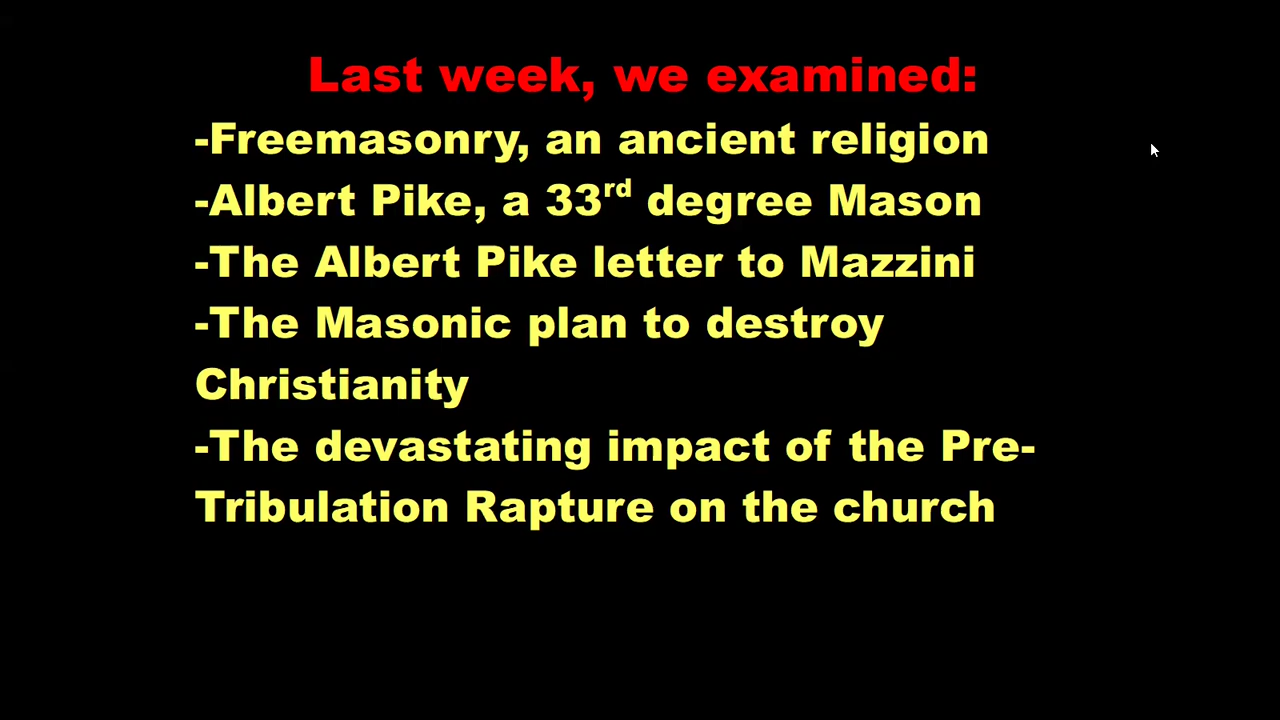 Last week, we examined:
-Freemasonry, an ancient religion
-Albert Pike, a 33rd degree Mason
-The Albert Pike letter to Mazzini
-The Masonic plan to destroy
Christianity
-The devastating impact of the Pre-
Tribulation Rapture on the church